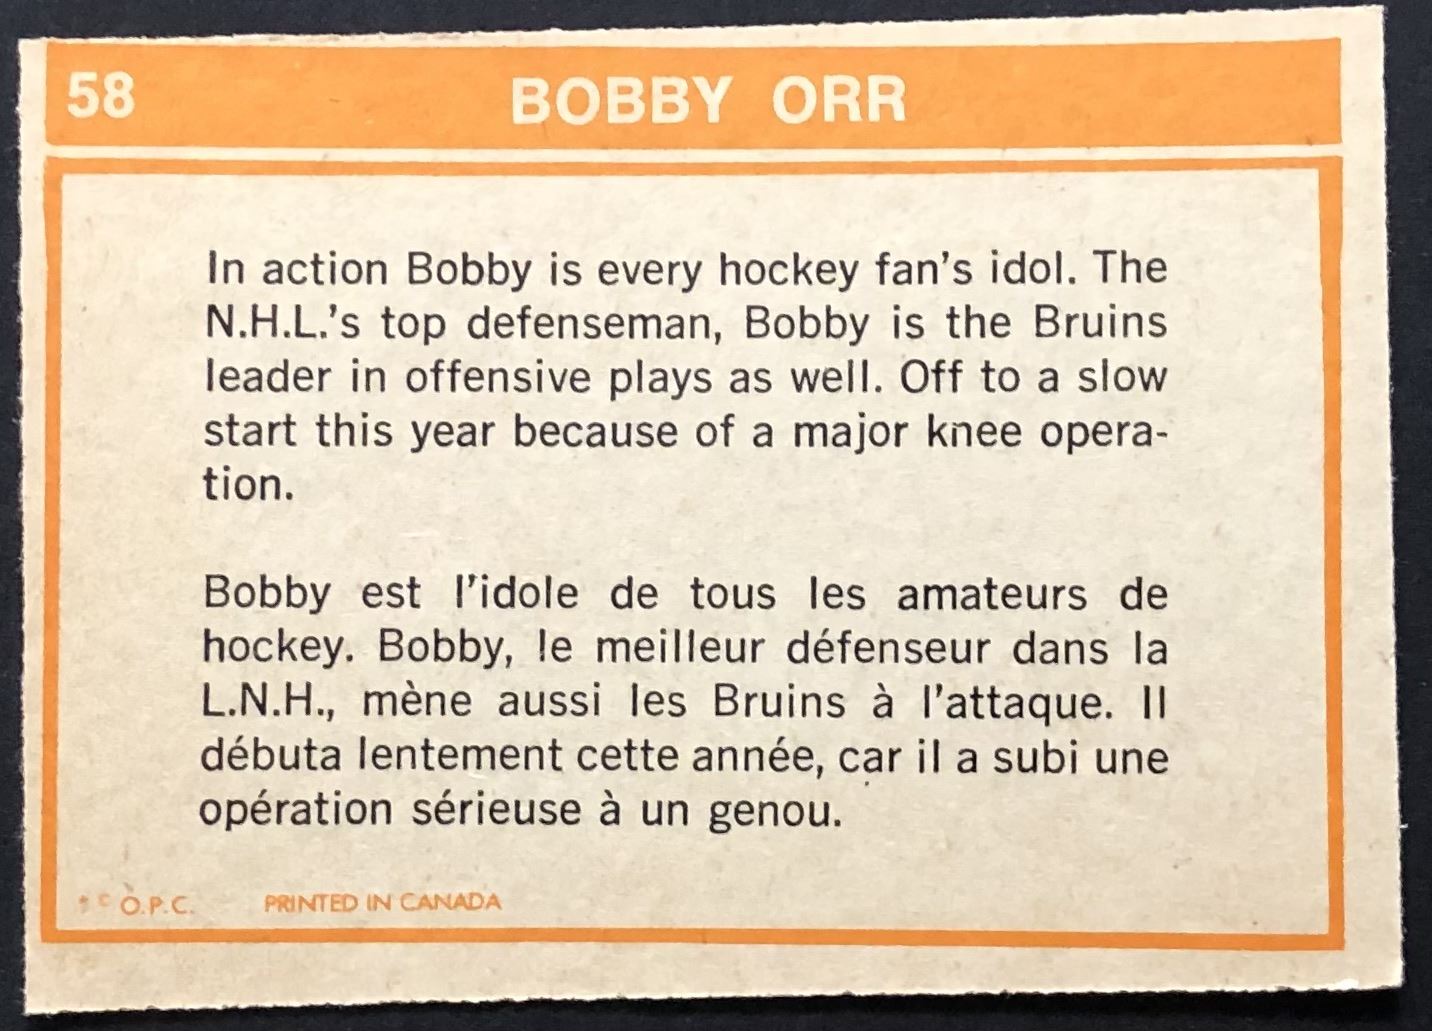 58 BOBBY ORR
In action Bobby is every hockey fan's idol. The
N.H.L.'s top defenseman, Bobby is the Bruins
leader in offensive plays as well. Off to a slow
start this year because of a major knee opera-
tion.
Bobby est l'idole de tous les amateurs de
hockey. Bobby, le meilleur défenseur dans la
L.N.H., mène aussi les Bruins à l'attaque. Il
débuta lentement cette année, car il a subi une
opération sérieuse à un genou.
* © O.P.C. PRINTED IN CANADA